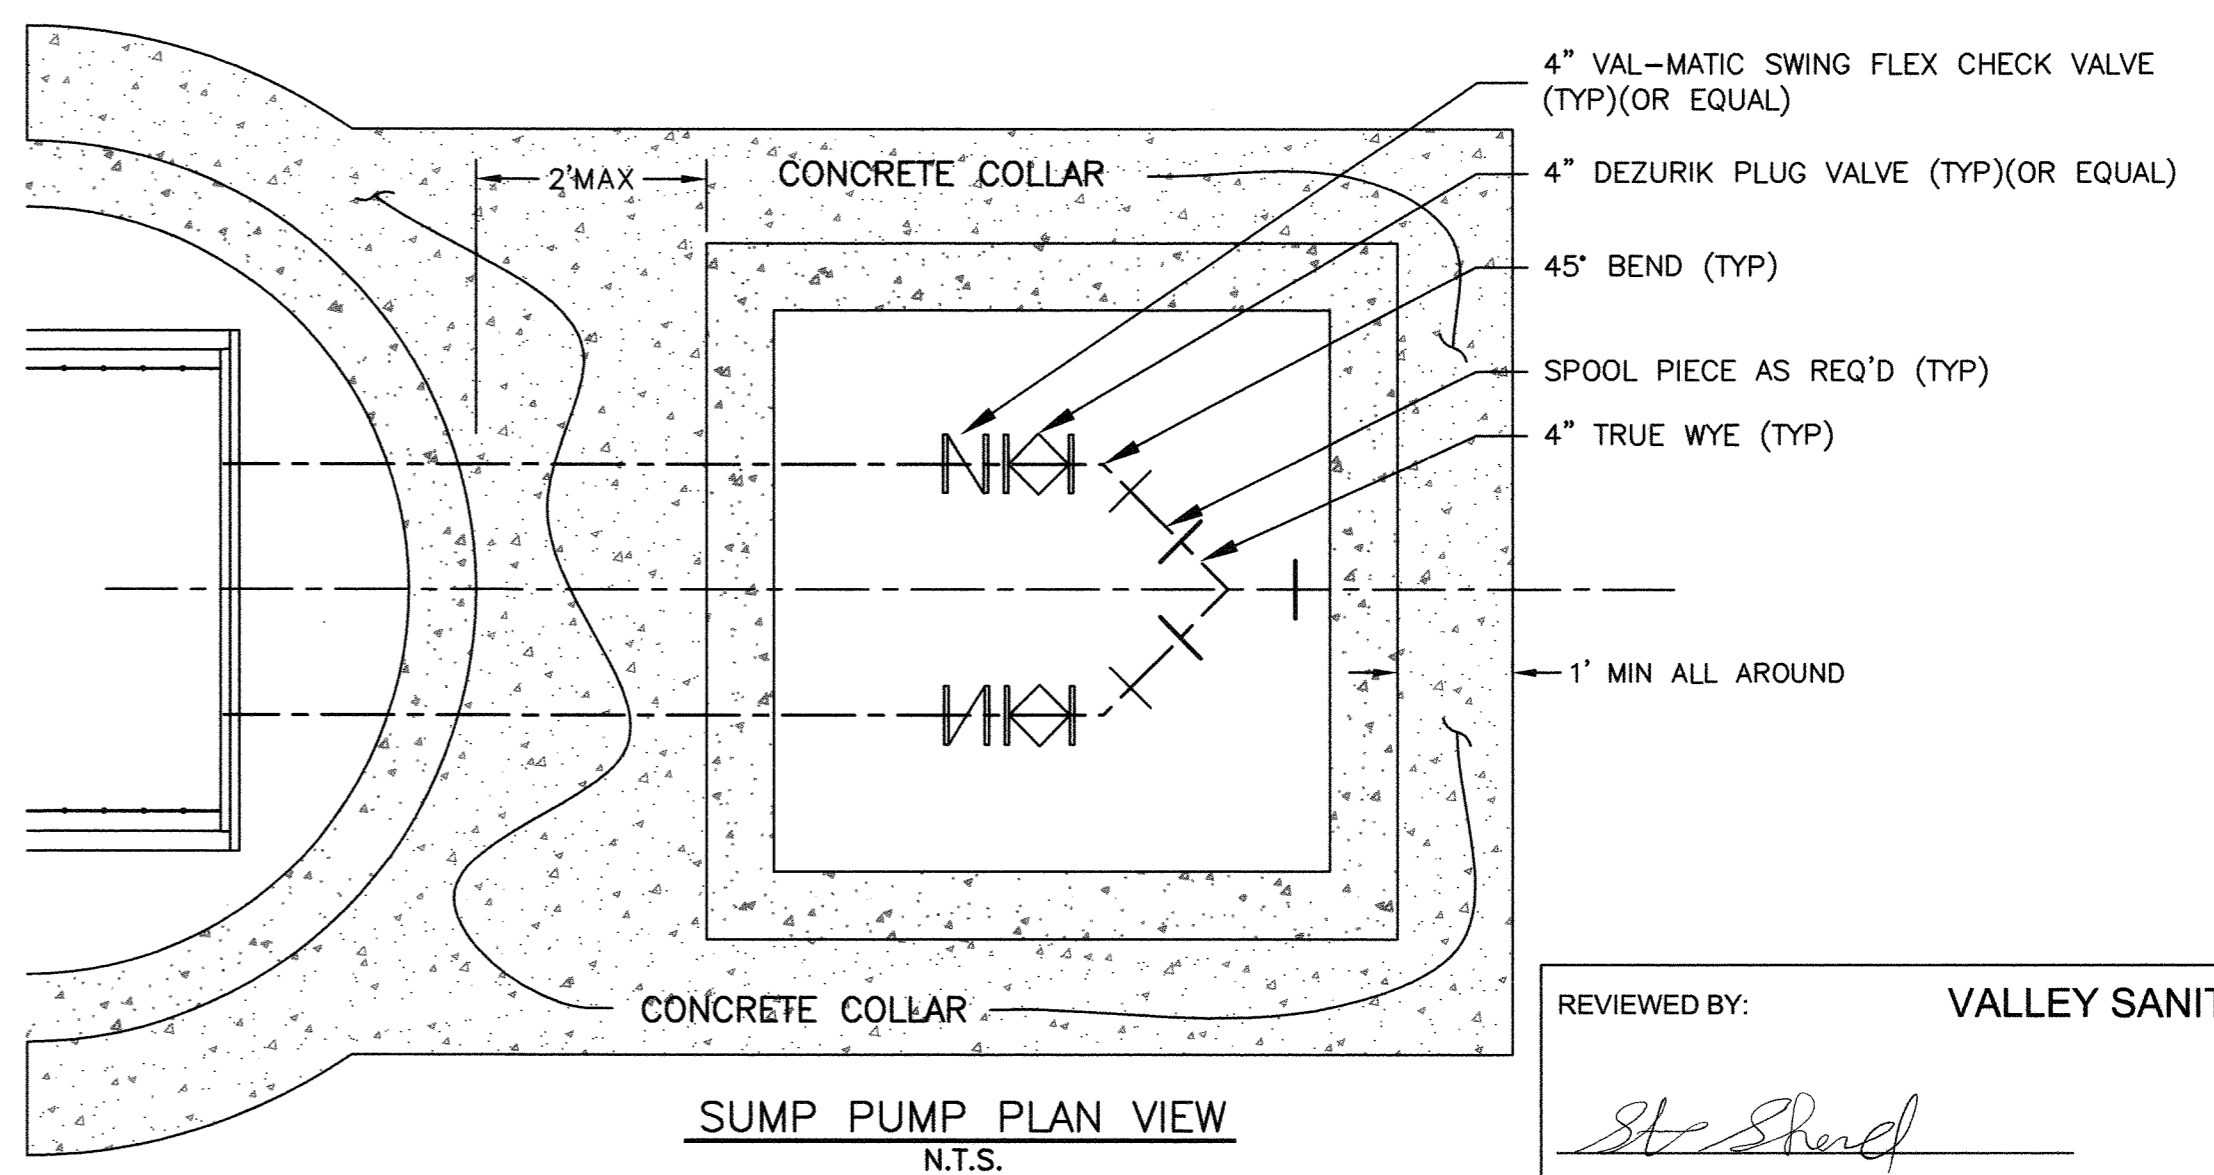 4" VAL-MATIC SWING FLEX CHECK VALVE
(TYP)(OR EQUAL)
2'MAX
CONCRETE COLLAR
4" DEZURIK PLUG VALVE (TYP)(OR EQUAL)
45° BEND (TYP)
SPOOL PIECE AS REQ'D (TYP)
4" TRUE WYE (TYP)
1' MIN ALL AROUND
CONCRETE COLLAR
SUMP PUMP PLAN VIEW
N.T.S.
REVIEWED BY:
VALLEY SANIT